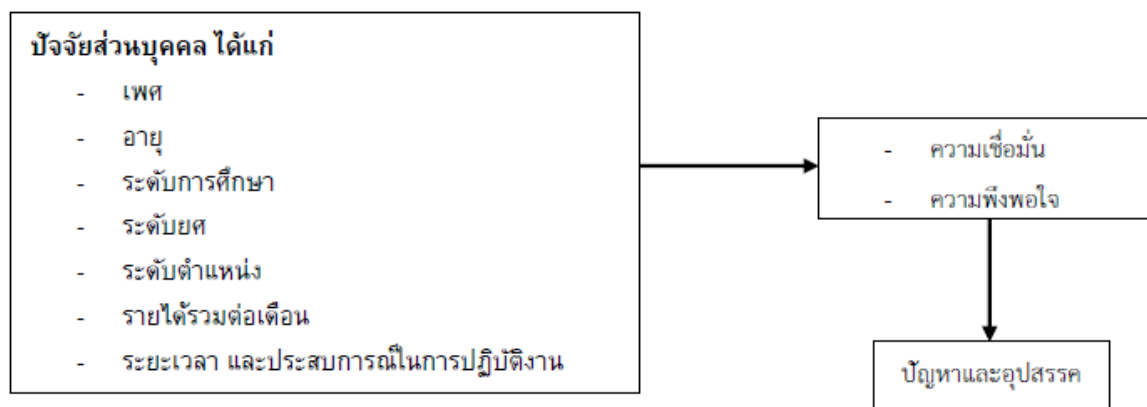 ปัจจัยส่วนบุคคล ได้แก่
- เพศ
- อายุ
- ระดับการศึกษา
- ระดับยศ
- ระดับตำแหน่ง
- รายได้รวมต่อเดือน
- ระยะเวลา และประสบการณ์ในการปฏิบัติงาน
- ความเชื่อมั่น
- ความพึงพอใจ
ปัญหาและอุปสรรค